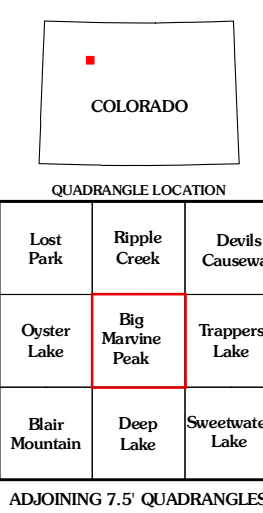 COLORADO
QUADRANGLE LOCATION
Lost
Park
Ripple
Creek
Devils
Causewa
Oyster
Lake
Big
Marvine
Peak
Trappers
Lake
Blair
Mountain
Deep
Lake
Sweetwate
Lake
ADJOINING 7.5' QUADRANGLES